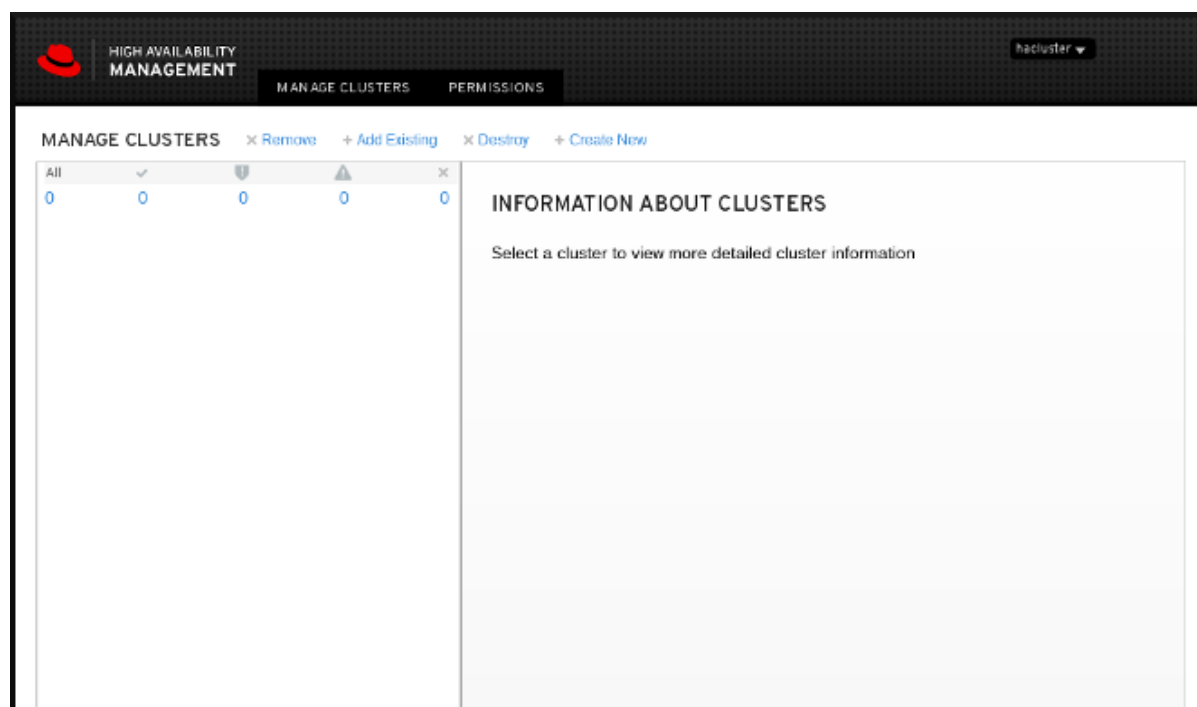 HIGH AVAILABILITY
MANAGEMENT
hacluster
MANAGE CLUSTERS PERMISSIONS
MANAGE CLUSTERS Remove Add Existing Destroy Create New
All
0 0 0 0 0
INFORMATION ABOUT CLUSTERS
Select a cluster to view more detailed cluster information